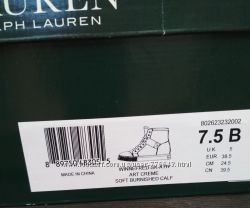 LAUREN
RALPH LAUREN
802623232002
7.5 B
UK 5
EUR 38.5
CM 24.5
CN 39.5
MADE IN CHINA
ART CREME
SOFT BURNISHED CALF